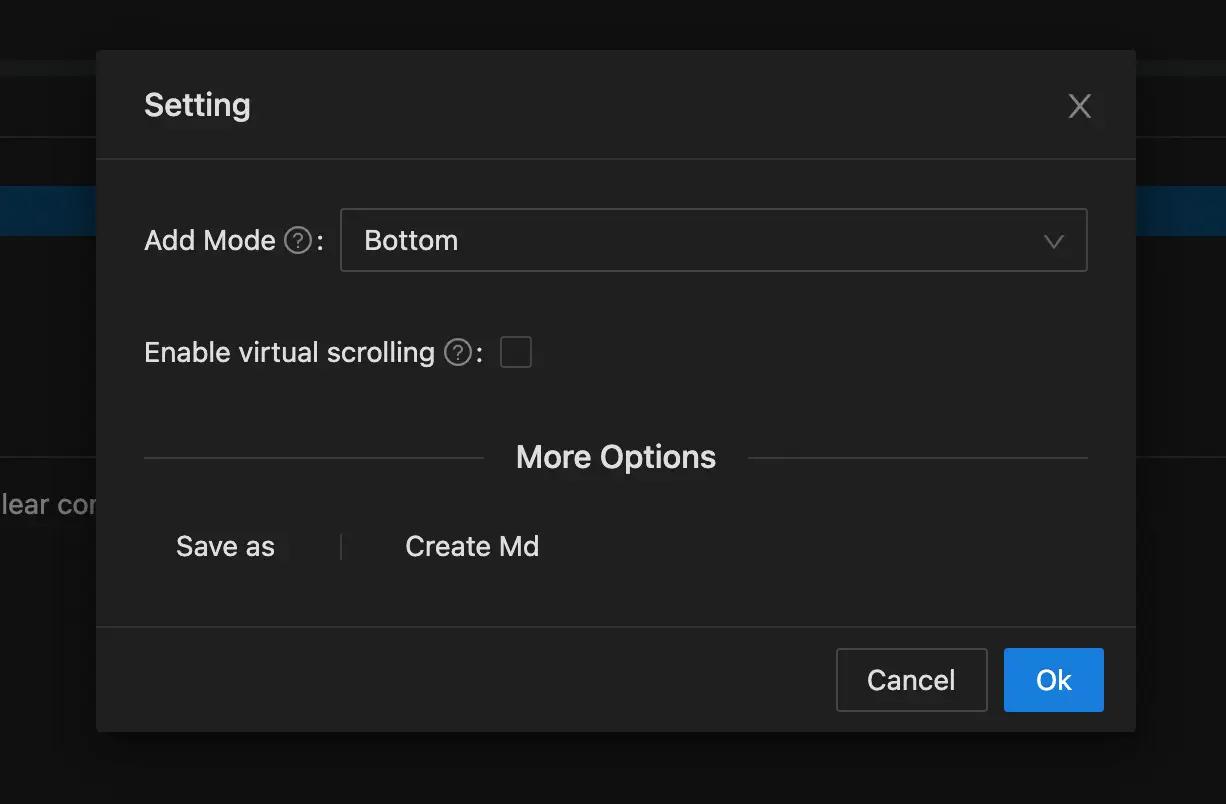 Setting
Add Mode ? : Bottom
Enable virtual scrolling ? :
More Options
lear cor
Save as
Create Md
Cancel
Ok